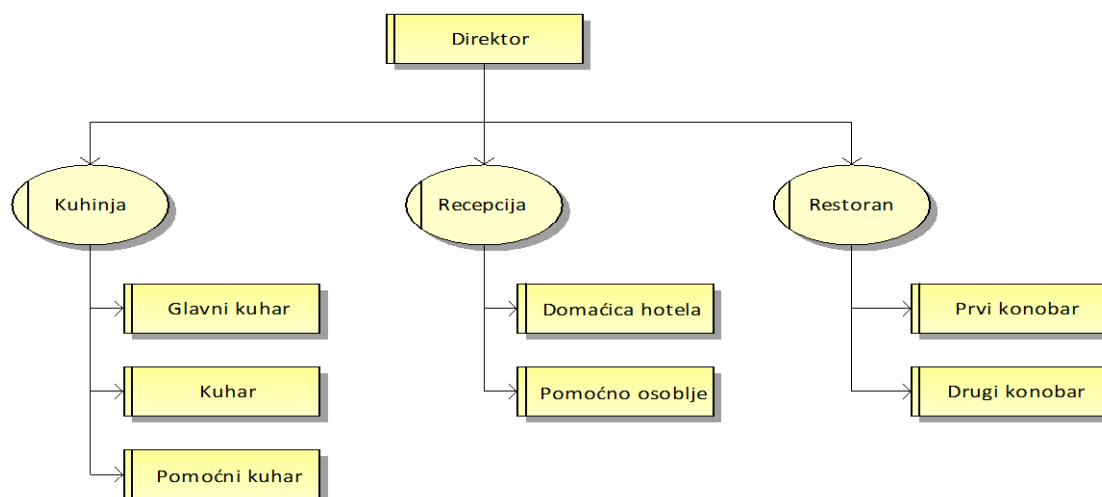 Direktor
Kuhinja
Recepcija
Restoran
Glavni kuhar
Domaćica hotela
Prvi konobar
Kuhar
Pomoćno osoblje
Drugi konobar
Pomoćni kuhar